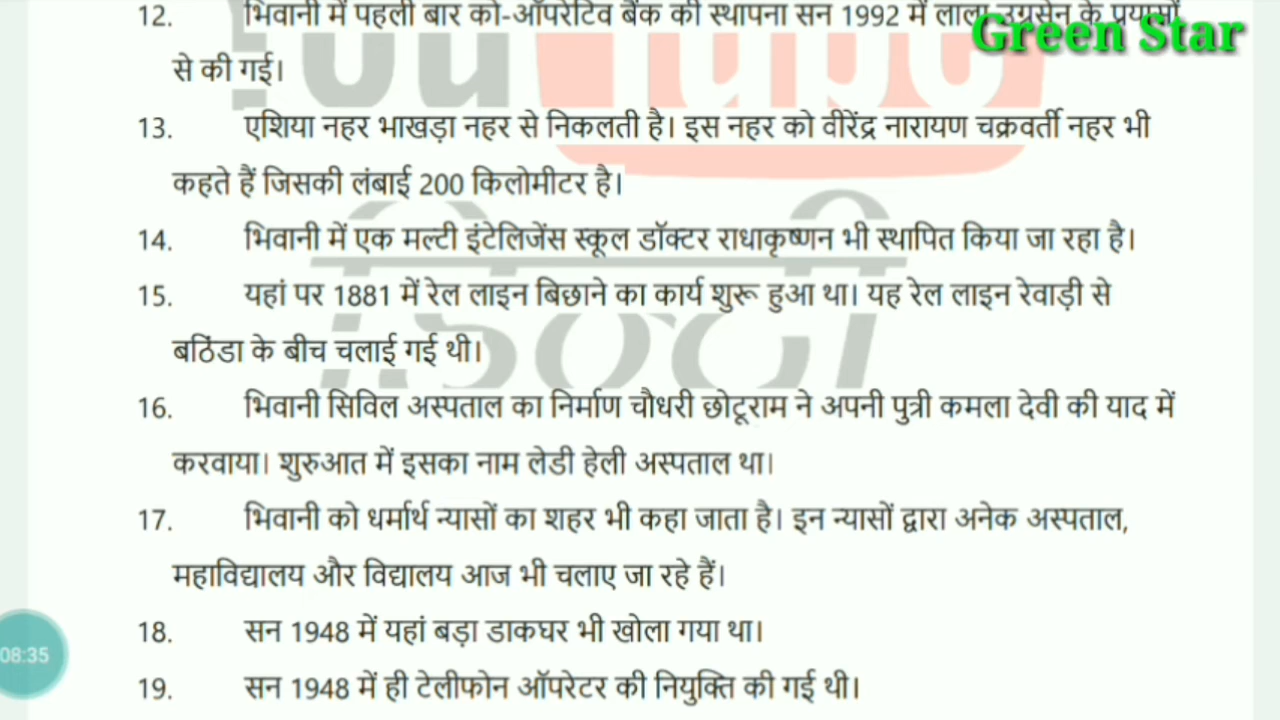 12. भिवानी में पहली बार को-ऑपरेटिव बैंक की स्थापना सन 1992 में लाला उग्रसेन के प्रयासों
Green Star
से की गई।
13. एशिया नहर भाखड़ा नहर से निकलती है। इस नहर को वीरेंद्र नारायण चक्रवर्ती नहर भी
कहते हैं जिसकी लंबाई 200 किलोमीटर है।
14. भिवानी में एक मल्टी इंटेलिजेंस स्कूल डॉक्टर राधाकृष्णन भी स्थापित किया जा रहा है।
15. यहां पर 1881 में रेल लाइन बिछाने का कार्य शुरू हुआ था। यह रेल लाइन रेवाड़ी से
बठिंडा के बीच चलाई गई थी।
16. भिवानी सिविल अस्पताल का निर्माण चौधरी छोटूराम ने अपनी पुत्री कमला देवी की याद में
करवाया। शुरुआत में इसका नाम लेडी हेली अस्पताल था।
17. भिवानी को धर्मार्थ न्यासों का शहर भी कहा जाता है। इन न्यासों द्वारा अनेक अस्पताल,
महाविद्यालय और विद्यालय आज भी चलाए जा रहे हैं।
18. सन 1948 में यहां बड़ा डाकघर भी खोला गया था।
08:35
19. सन 1948 में ही टेलीफोन ऑपरेटर की नियुक्ति की गई थी।